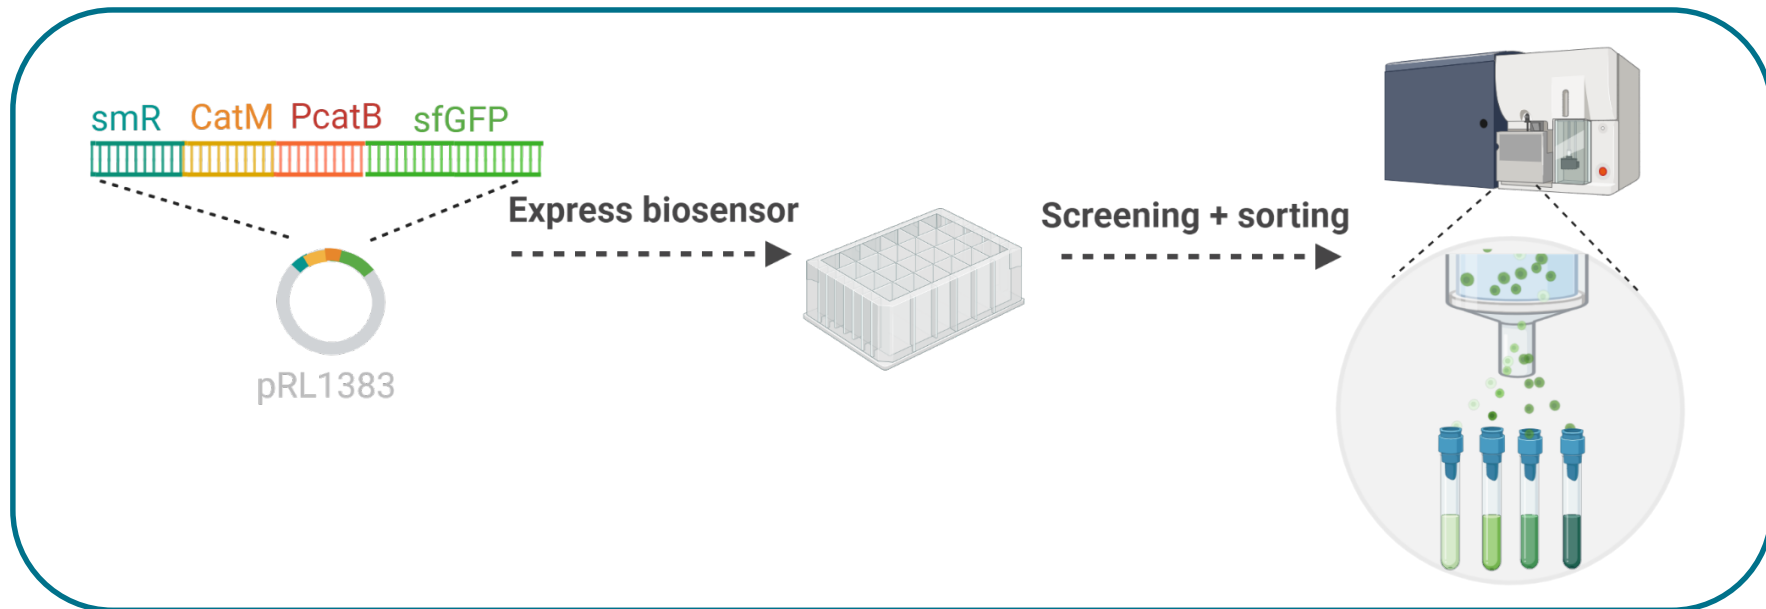 smR CatM PcatB sfGFP
Express biosensor
Screening + sorting
pRL1383